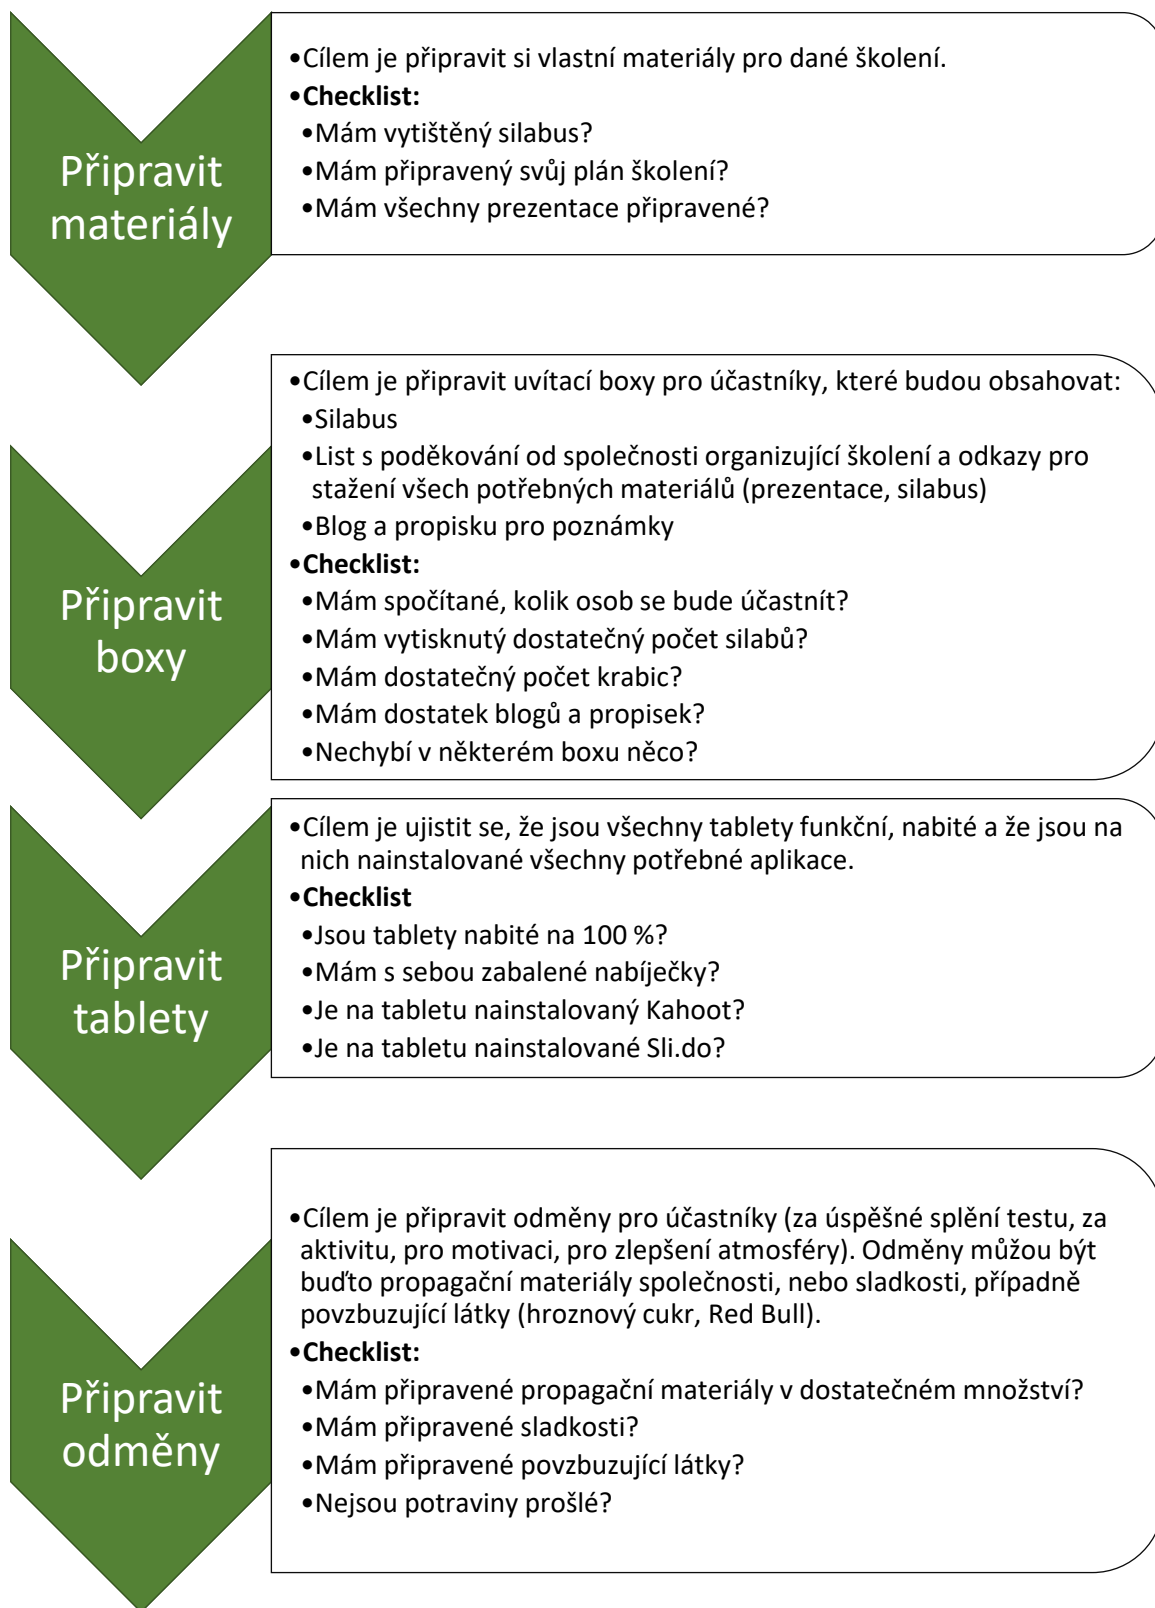 Připravit
materiály
•Cílem je připravit si vlastní materiály pro dané školení.
•Checklist:
•Mám vytištěný silabus?
•Mám připravený svůj plán školení?
•Mám všechny prezentace připravené?
Připravit
boxy
•Cílem je připravit uvítací boxy pro účastníky, které budou obsahovat:
•Silabus
•List s poděkování od společnosti organizující školení a odkazy pro
stažení všech potřebných materiálů (prezentace, silabus)
•Blog a propisku pro poznámky
•Checklist:
•Mám spočítané, kolik osob se bude účastnít?
•Mám vytisknutý dostatečný počet silabů?
•Mám dostatečný počet krabic?
•Mám dostatek blogů a propisek?
•Nechybí v některém boxu něco?
Připravit
tablety
•Cílem je ujistit se, že jsou všechny tablety funkční, nabité a že jsou na
nich nainstalované všechny potřebné aplikace.
•Checklist
•Jsou tablety nabité na 100 %?
•Mám s sebou zabalené nabíječky?
•Je na tabletu nainstalovaný Kahoot?
•Je na tabletu nainstalované Sli.do?
Připravit
odměny
•Cílem je připravit odměny pro účastníky (za úspěšné splění testu, za
aktivitu, pro motivaci, pro zlepšení atmosféry). Odměny můžou být
buďto propagační materiály společnosti, nebo sladkosti, případně
povzbuzující látky (hroznový cukr, Red Bull).
•Checklist:
•Mám připravené propagační materiály v dostatečném množství?
•Mám připravené sladkosti?
•Mám připravené povzbuzující látky?
•Nejsou potraviny prošlé?